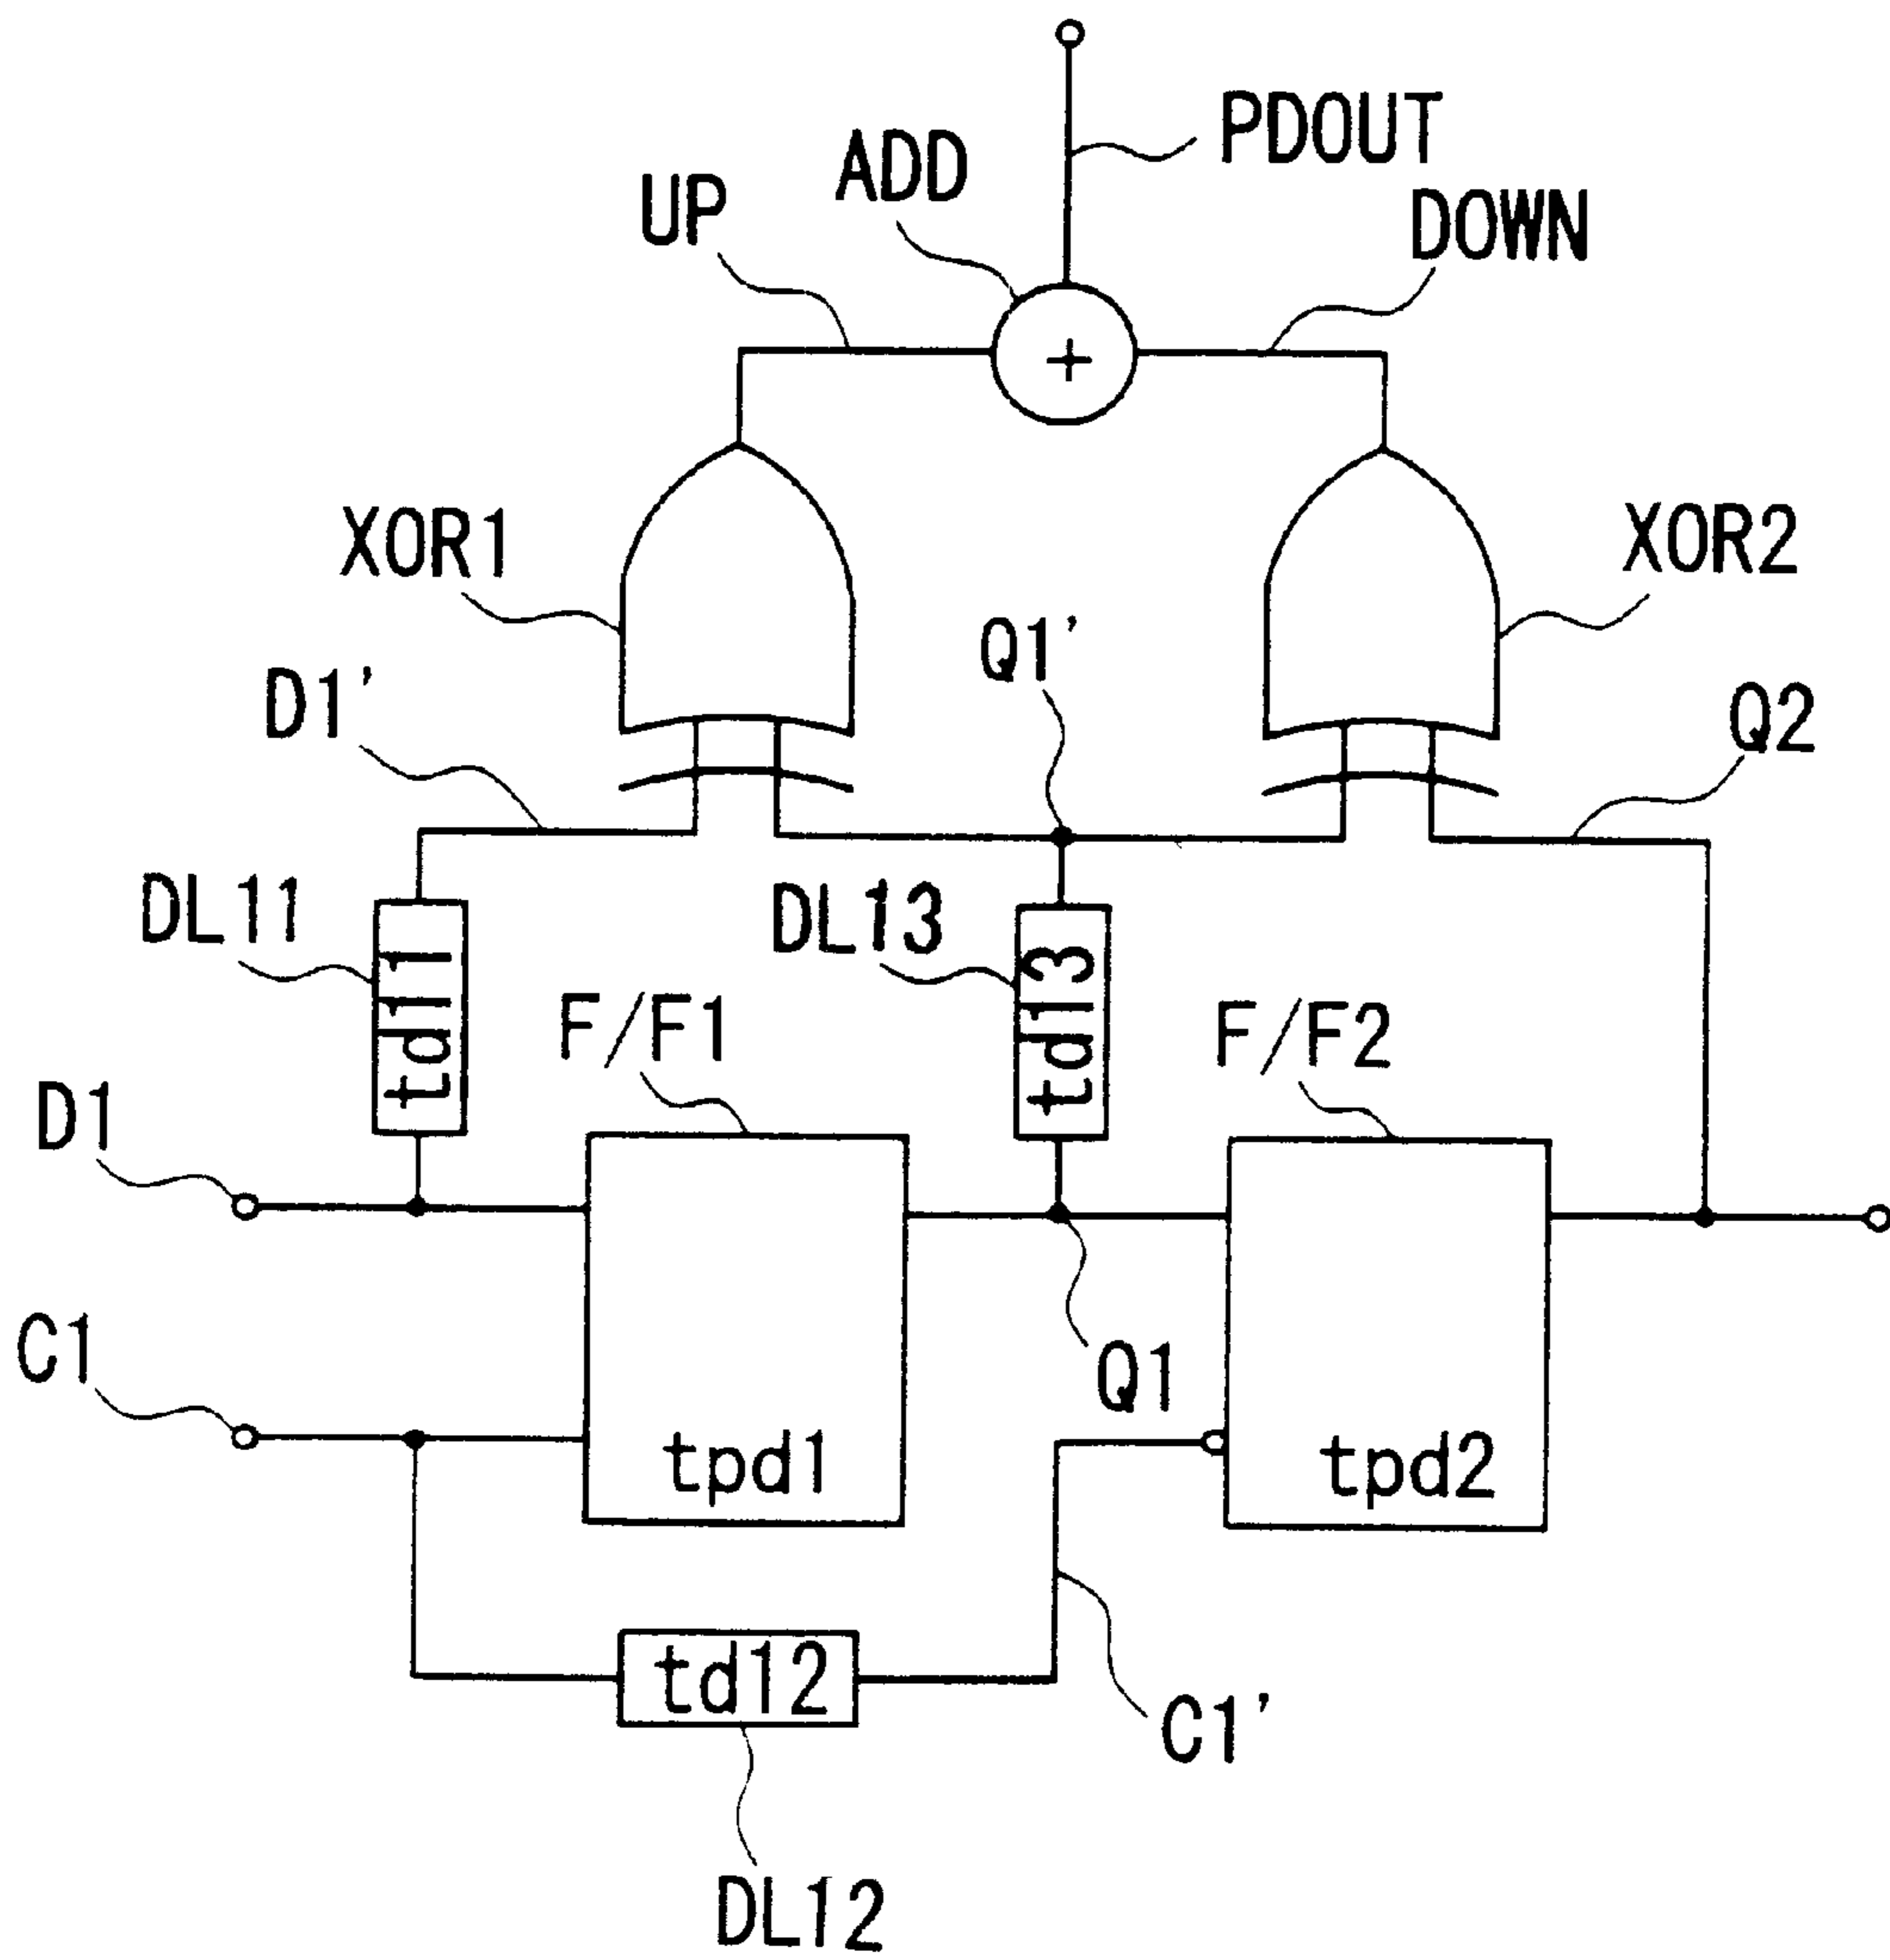 PDOUT
ADD
UP
DOWN
XOR1
XOR2
Q1'
D1'
Q2
DL11
DL13
td11
td13
F/F1
F/F2
D1
C1
Q1
tpd1
tpd2
td12
C1'
DL12